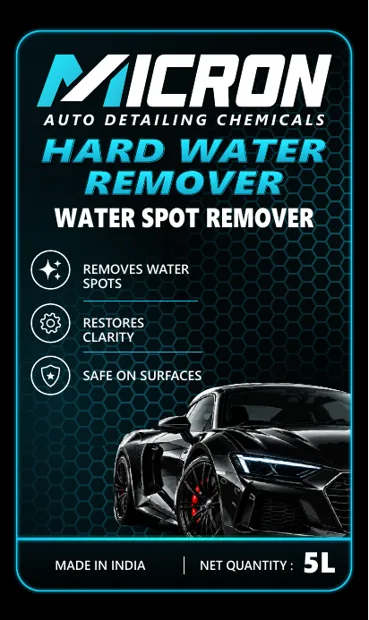 MICRON
AUTO DETAILING CHEMICALS
HARD WATER
REMOVER
WATER SPOT REMOVER
REMOVES WATER
SPOTS
RESTORES
CLARITY
SAFE ON SURFACES
MADE IN INDIA | NET QUANTITY : 5L